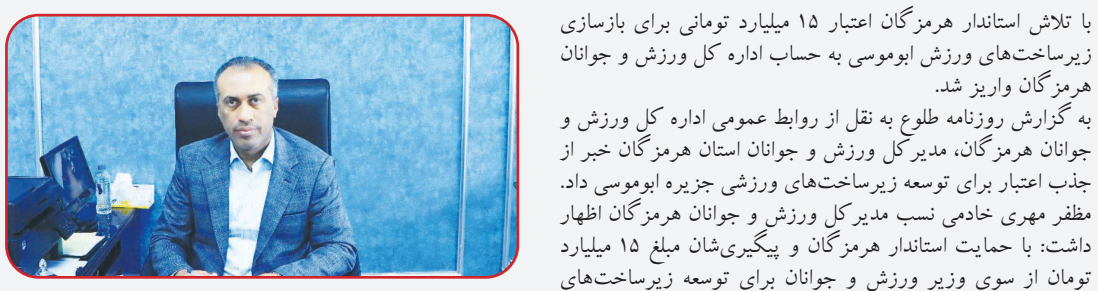 با تلاش استاندار هرمزگان اعتبار ۱۵ میلیارد تومانی برای بازسازی
زیرساخت‌های ورزش ابوموسی به حساب اداره کل ورزش و جوانان
هرمزگان واریز شد.
به گزارش روزنامه طلوع به نقل از روابط عمومی اداره کل ورزش و
جوانان هرمزگان، مدیرکل ورزش و جوانان استان هرمزگان خبر از
جذب اعتبار برای توسعه زیرساخت‌های ورزشی جزیره ابوموسی داد.
مظفر مهری خادمی نسب مدیرکل ورزش و جوانان هرمزگان اظهار
داشت: با حمایت استاندار هرمزگان و پیگیری‌شان مبلغ ۱۵ میلیارد
تومان از سوی وزیر ورزش و جوانان برای توسعه زیرساخت‌های